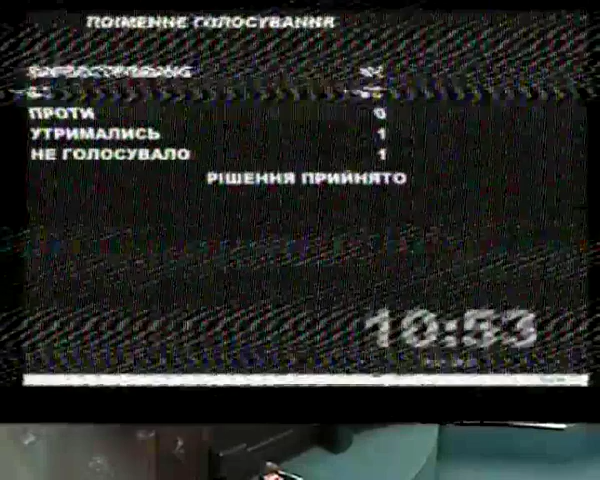 ПОІМЕННЕ ГОЛОСУВАННЯ
ПРОТИ 0
УТРИМАЛИСЬ 1
НЕ ГОЛОСУВАЛО 1
РІШЕННЯ ПРИЙНЯТО
10:53